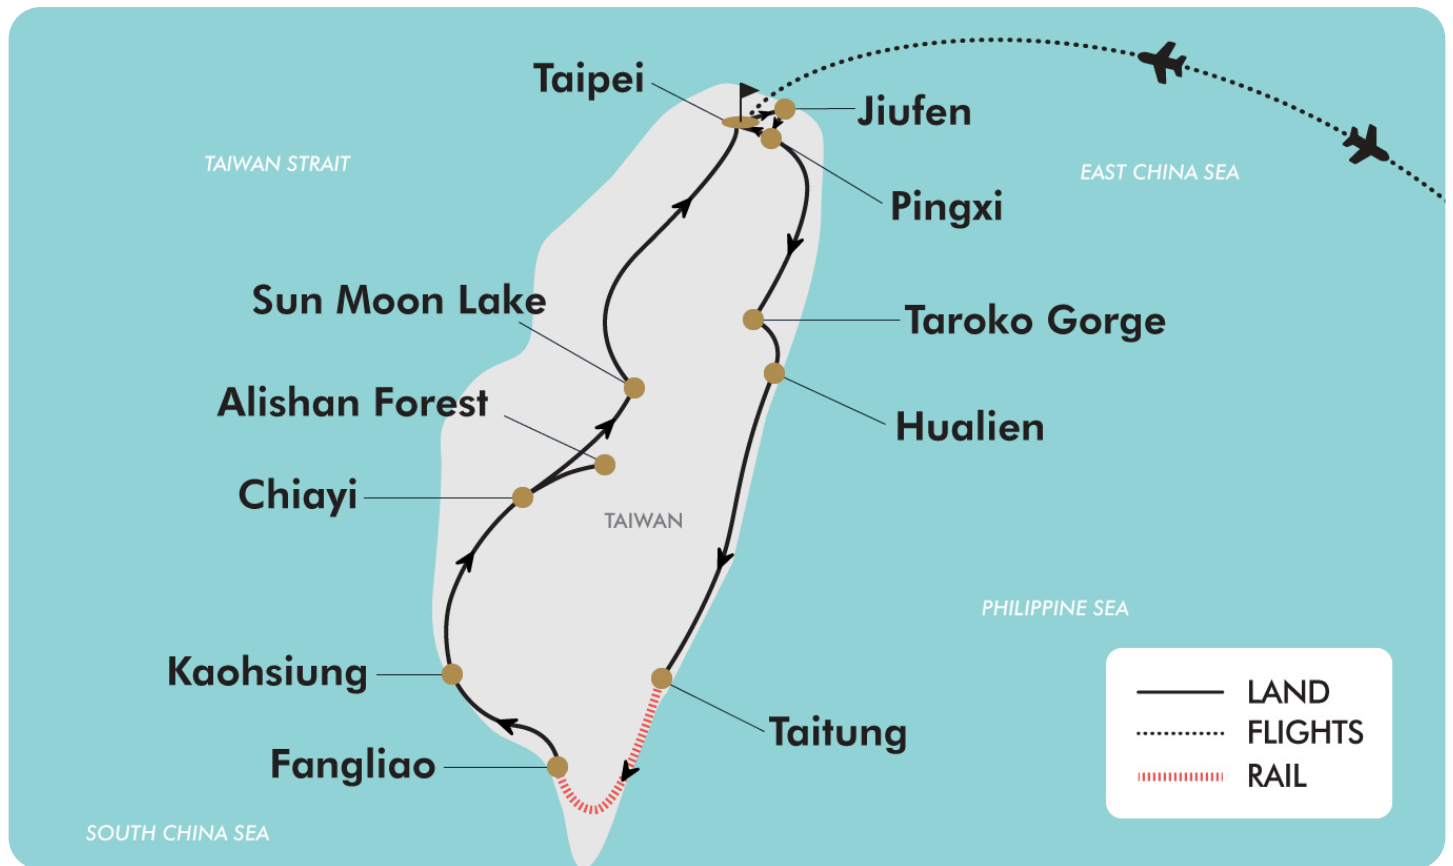 Taipei
Jiufen
TAIWAN STRAIT
EAST CHINA SEA
Pingxi
Sun Moon Lake
Taroko Gorge
Alishan Forest
Hualien
Chiayi
TAIWAN
PHILIPPINE SEA
Kaohsiung
Taitung
Fangliao
SOUTH CHINA SEA
LAND
FLIGHTS
RAIL